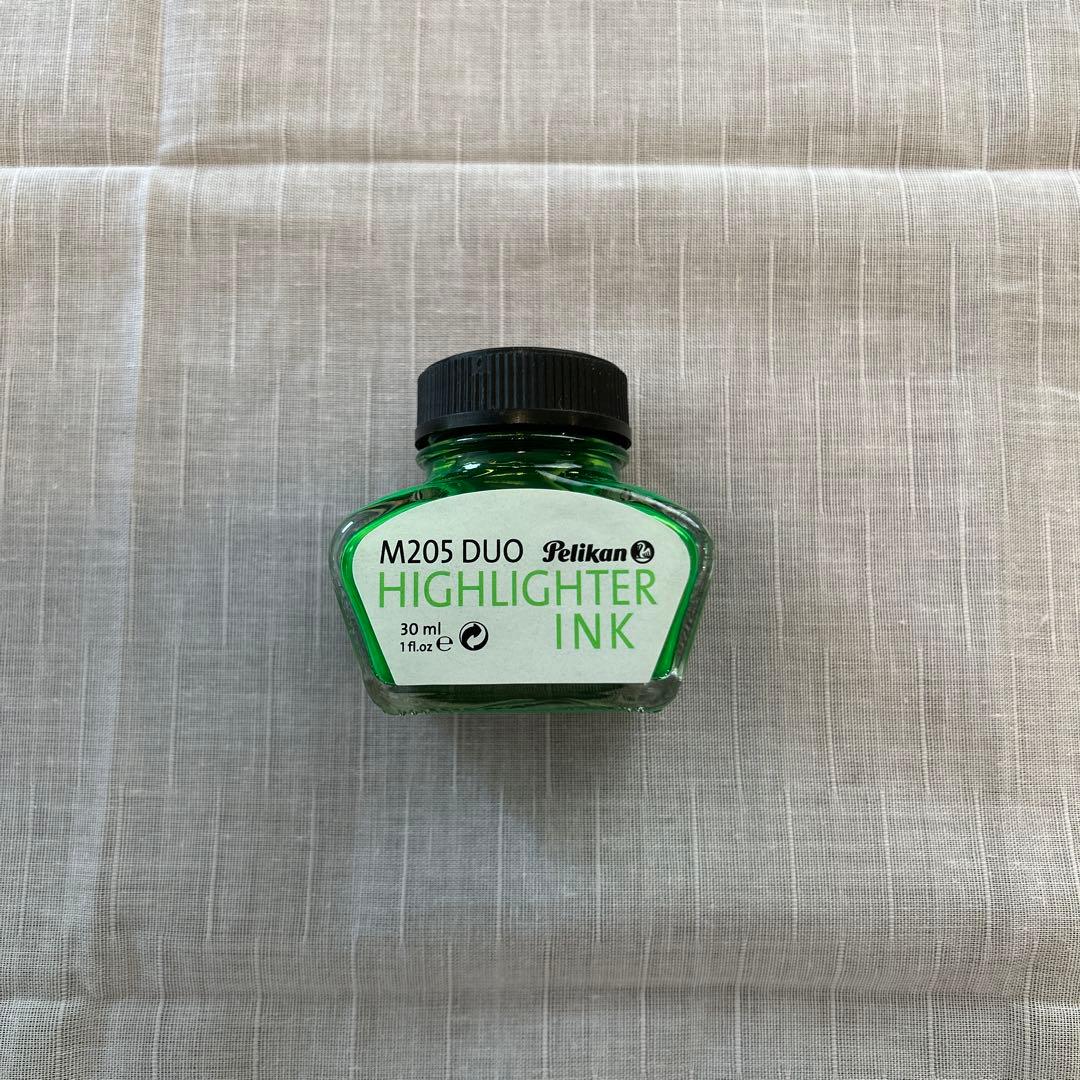 M205 DUO Pelikan
HIGHLIGHTER
INK
30 ml
1 fl.oz ℮